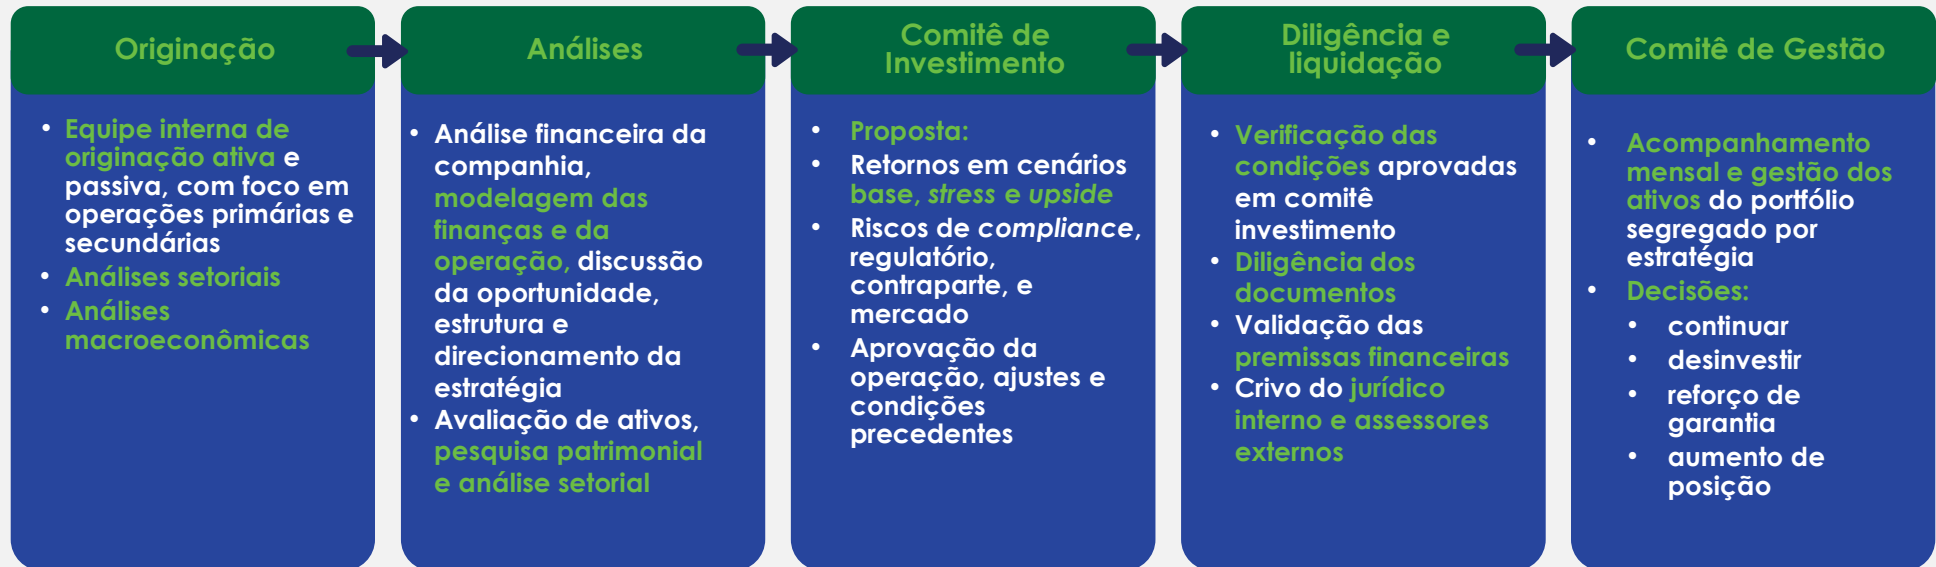 Originação
• Equipe interna de
originação ativa e
passiva, com foco em
operações primárias e
secundárias
• Análises setoriais
• Análises
macroeconômicas
Análises
• Análise financeira da
companhia,
modelagem das
finanças e da
operação, discussão
da oportunidade,
estrutura e
direcionamento da
estratégia
• Avaliação de ativos,
pesquisa patrimonial
e análise setorial
Comitê de
Investimento
• Proposta:
• Retornos em cenários
base, stress e upside
• Riscos de compliance,
regulatório,
contraparte, e
mercado
• Aprovação da
operação, ajustes e
condições
precedentes
Diligência e
liquidação
• Verificação das
condições aprovadas
em comitê
investimento
• Diligência dos
documentos
• Validação das
premissas financeiras
• Crivo do jurídico
interno e assessores
externos
Comitê de Gestão
• Acompanhamento
mensal e gestão dos
ativos do portfólio
segregado por
estratégia
• Decisões:
• continuar
• desinvestir
• reforço de
garantia
• aumento de
posição